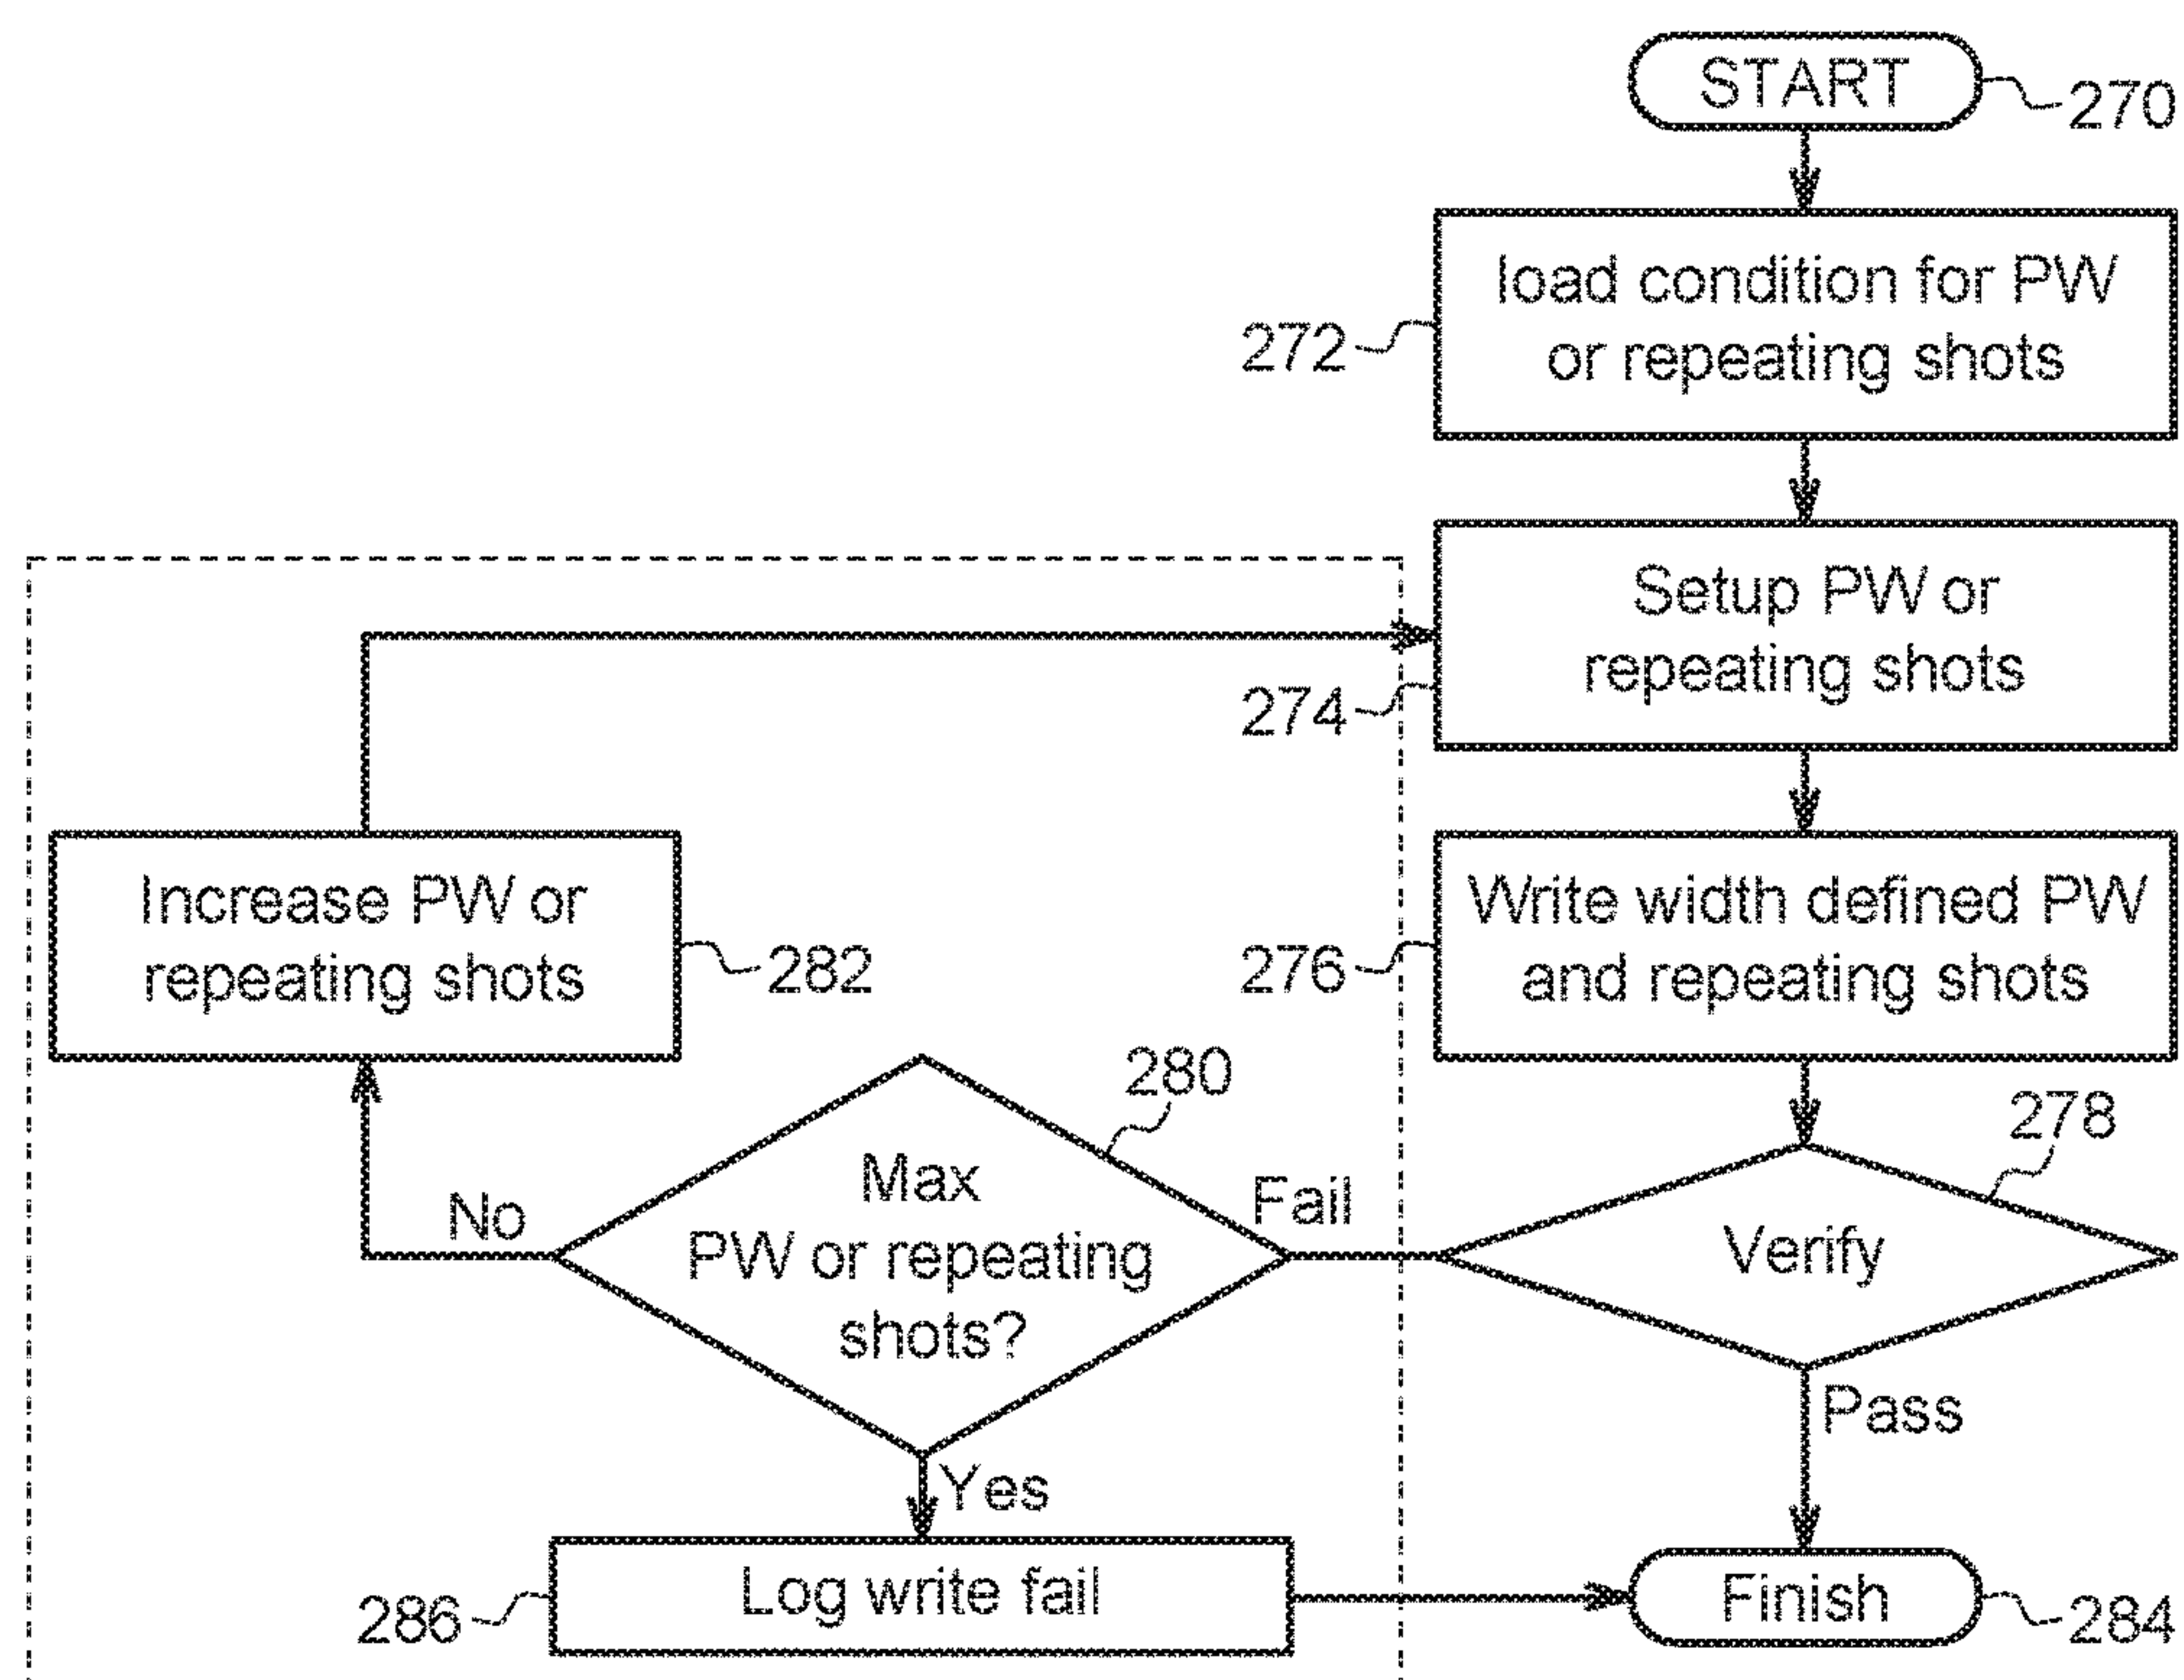 START
270
load condition for PW
or repeating shots
272
Setup PW or
repeating shots
274
Write width defined PW
and repeating shots
276
Increase PW or
repeating shots
282
280
278
Max
PW or repeating
shots?
No
Fail
Verify
Yes
Pass
Log write fail
286
Finish
284